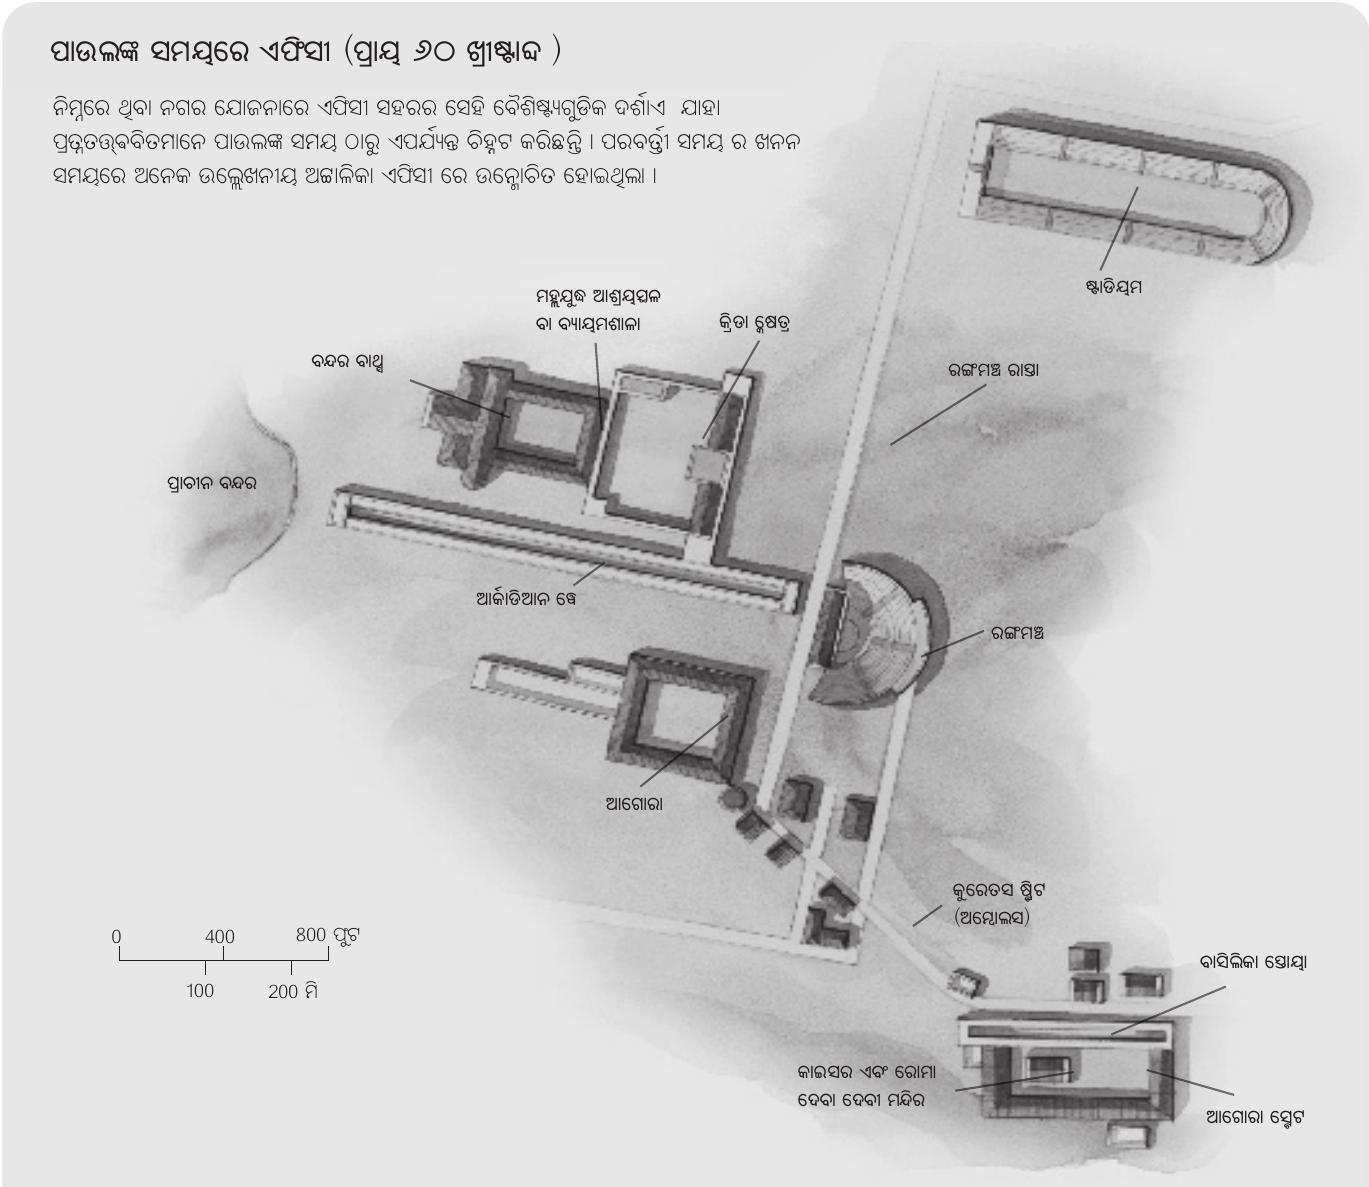 ପାଉଲଙ୍କ ସମୟରେ ଏଫିସୀ (ପ୍ରାୟ ୬୦ ଖ୍ରୀଷ୍ଟାବ୍ଦ )
ନିମ୍ନରେ ଥିବା ନଗର ଯୋଜନାରେ ଏଫିସୀ ସହରର ସେହି ବୈଶିଷ୍ଟ୍ୟଗୁଡିକ ଦର୍ଶାଏ ଯାହା
ପ୍ରତ୍ନତତ୍ତ୍ଵବିତମାନେ ପାଉଲଙ୍କ ସମୟ ଠାରୁ ଏପର୍ଯ୍ୟନ୍ତ ଚିହ୍ନଟ କରିଛନ୍ତି । ପରବର୍ତ୍ତୀ ସମୟ ର ଖନନ
ସମୟରେ ଅନେକ ଉଲ୍ଲେଖନୀୟ ଅଟ୍ଟାଳିକା ଏଫିସୀ ରେ ଉନ୍ମୋଚିତ ହୋଇଥିଲା ।
ଷ୍ଟାଡିୟମ
ମଲ୍ଲଯୁଦ୍ଧ ଆଶ୍ରୟସ୍ଥଳ
ବା ବ୍ୟାୟମଶାଳା
କ୍ରିଡା କ୍ଷେତ୍ର
ବନ୍ଦର ବାଥ୍ସ
ରଙ୍ଗମଞ୍ଚ ରାସ୍ତା
ପ୍ରାଚୀନ ବନ୍ଦର
ଆର୍କାଡିଆନ ୱେ
ରଙ୍ଗମଞ୍ଚ
ଆଗୋରା
କୁରେତସ ଷ୍ଟ୍ରିଟ
(ଅମ୍ବୋଲସ)
0 400 800 ଫୁଟ
100 200 ମି
ବାସିଲିକା ସ୍ତୋୟା
କାଇସର ଏବଂ ରୋମା
ଦେବା ଦେବୀ ମନ୍ଦିର
ଆଗୋରା ସ୍ଟେଟ